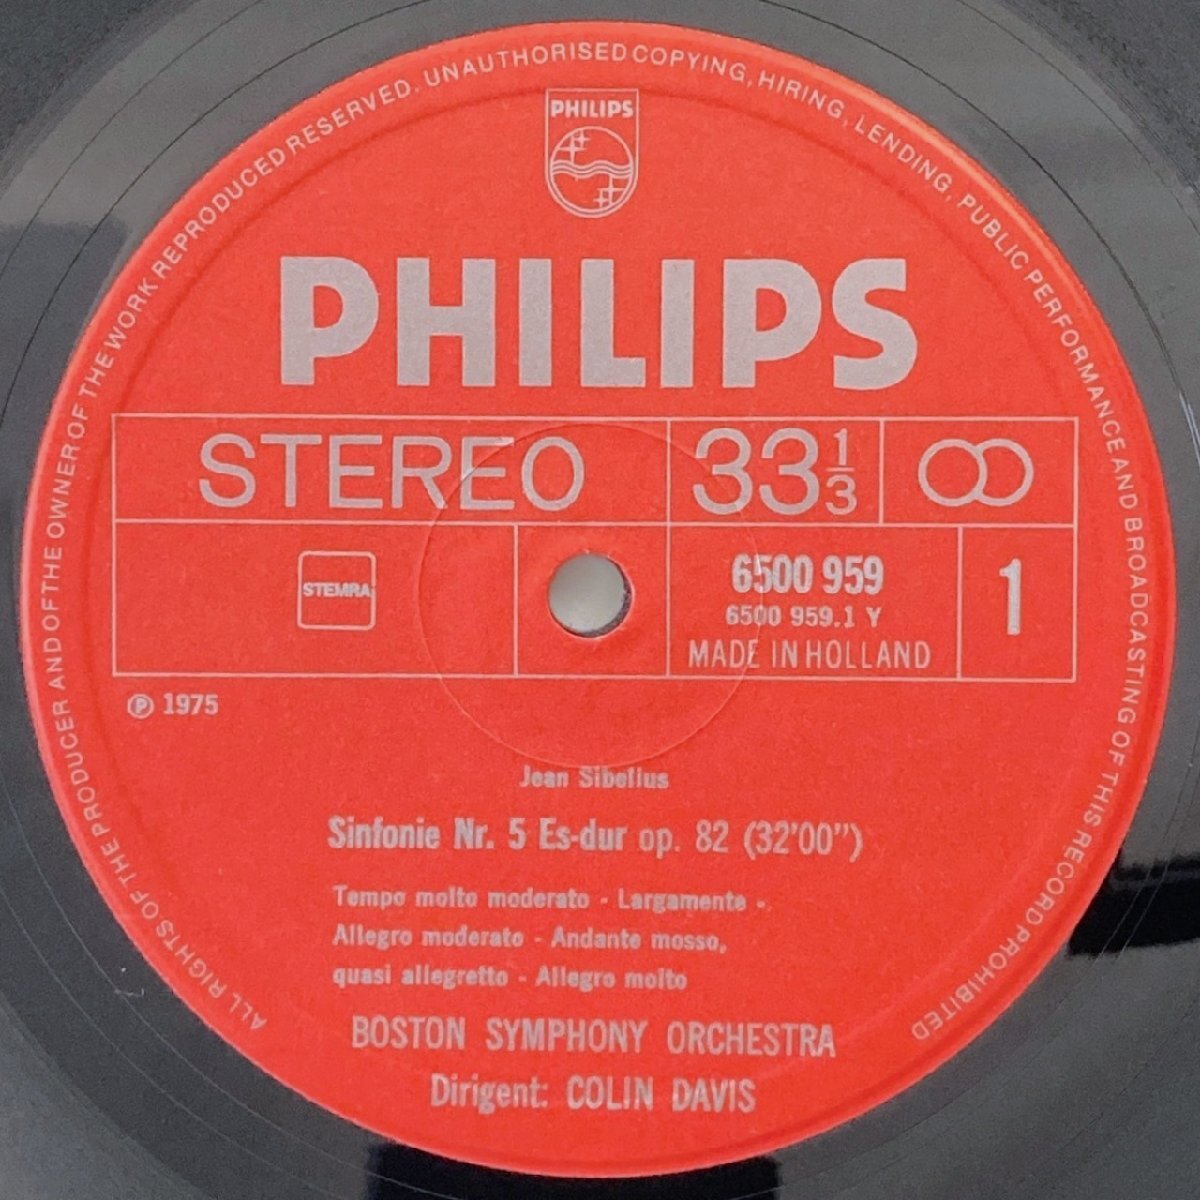 ALL RIGHTS OF THE PRODUCER AND OF THE OWNER OF THE WORK REPRODUCED RESERVED. UNAUTHORISED COPYING, HIRING, LENDING, PUBLIC PERFORMANCE AND BROADCASTING OF THIS RECORD PROHIBITED
PHILIPS
PHILIPS
STEREO 33 1/3
STEMRA
6500 959
6500 959.1 Y
MADE IN HOLLAND
1
℗ 1975
Jean Sibelius
Sinfonie Nr. 5 Es-dur op. 82 (32'00")
Tempo molto moderato - Largamente -
Allegro moderato - Andante mosso,
quasi allegretto - Allegro molto
BOSTON SYMPHONY ORCHESTRA
Dirigent: COLIN DAVIS